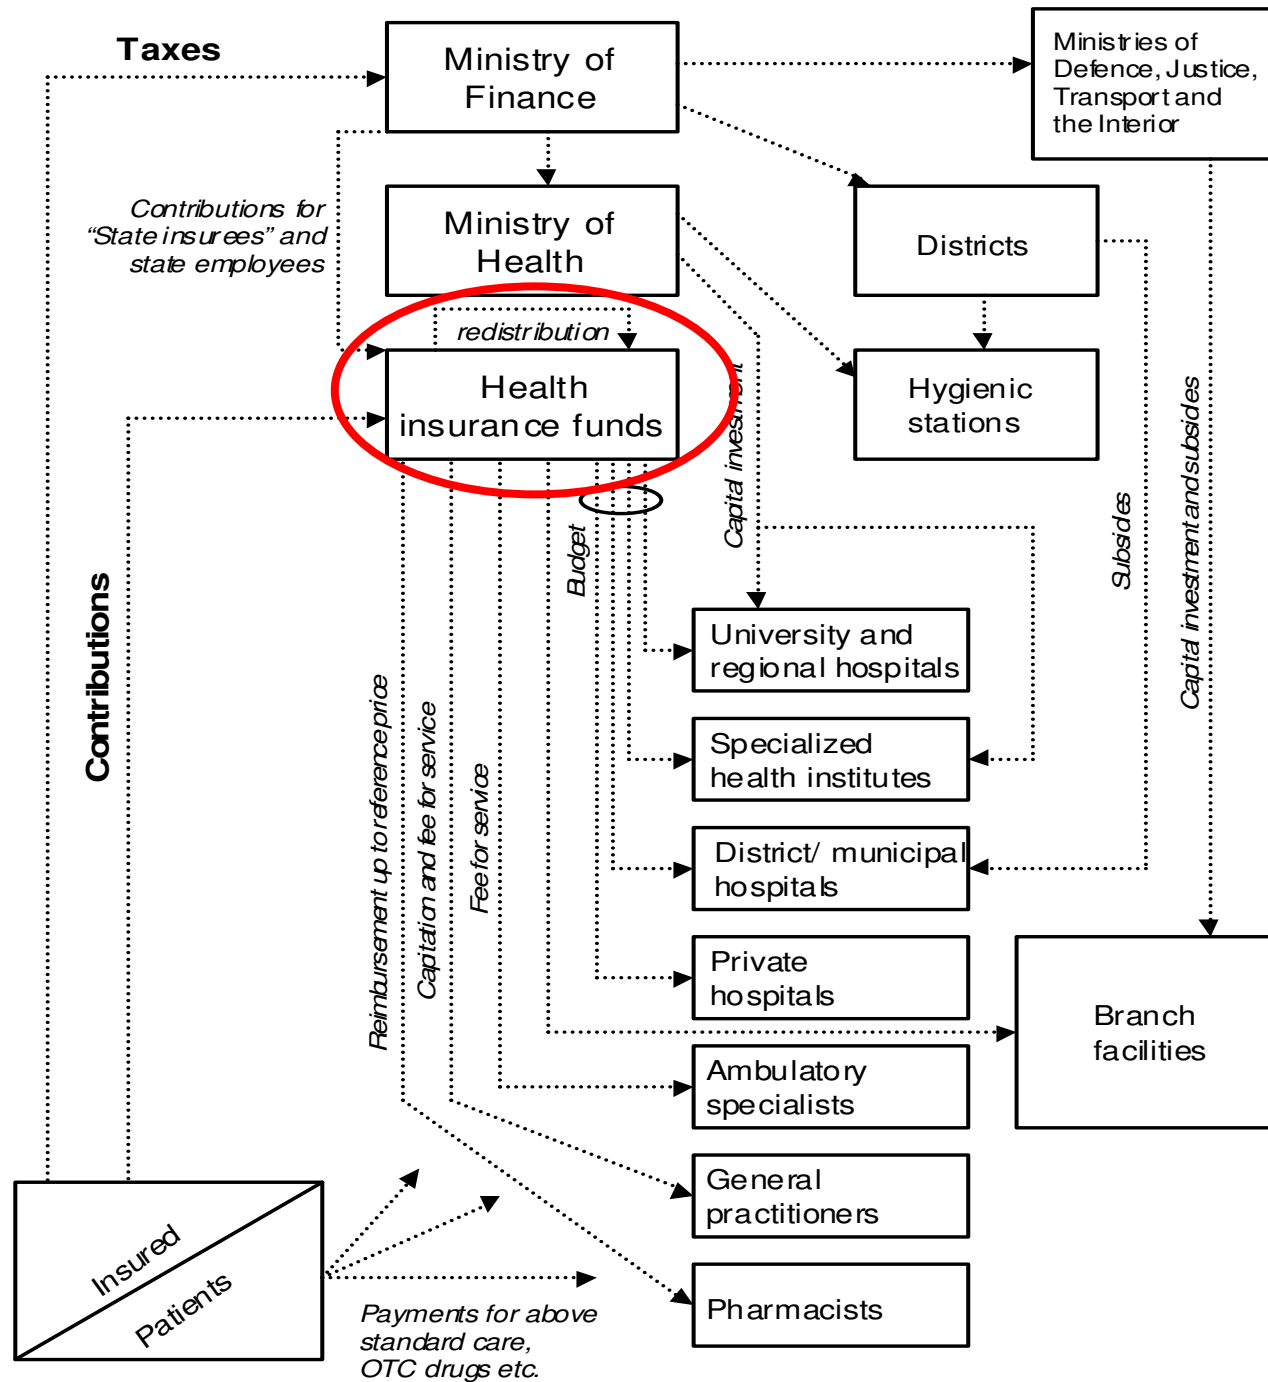 Taxes
Ministry of
Finance
Ministries of
Defence, Justice,
Transport and
the Interior
Contributions for
“State insurees” and
state employees
Ministry of
Health
Districts
redistribution
Health
insurance funds
Hygienic
stations
Capital investment
Subsides
Capital investment and subsides
Budget
Contributions
Reimbursement up to reference price
Capitation and fee for service
Fee for service
University and
regional hospitals
Specialized
health institutes
District/ municipal
hospitals
Private
hospitals
Branch
facilities
Ambulatory
specialists
General
practitioners
Pharmacists
Insured
Patients
Payments for above
standard care,
OTC drugs etc.